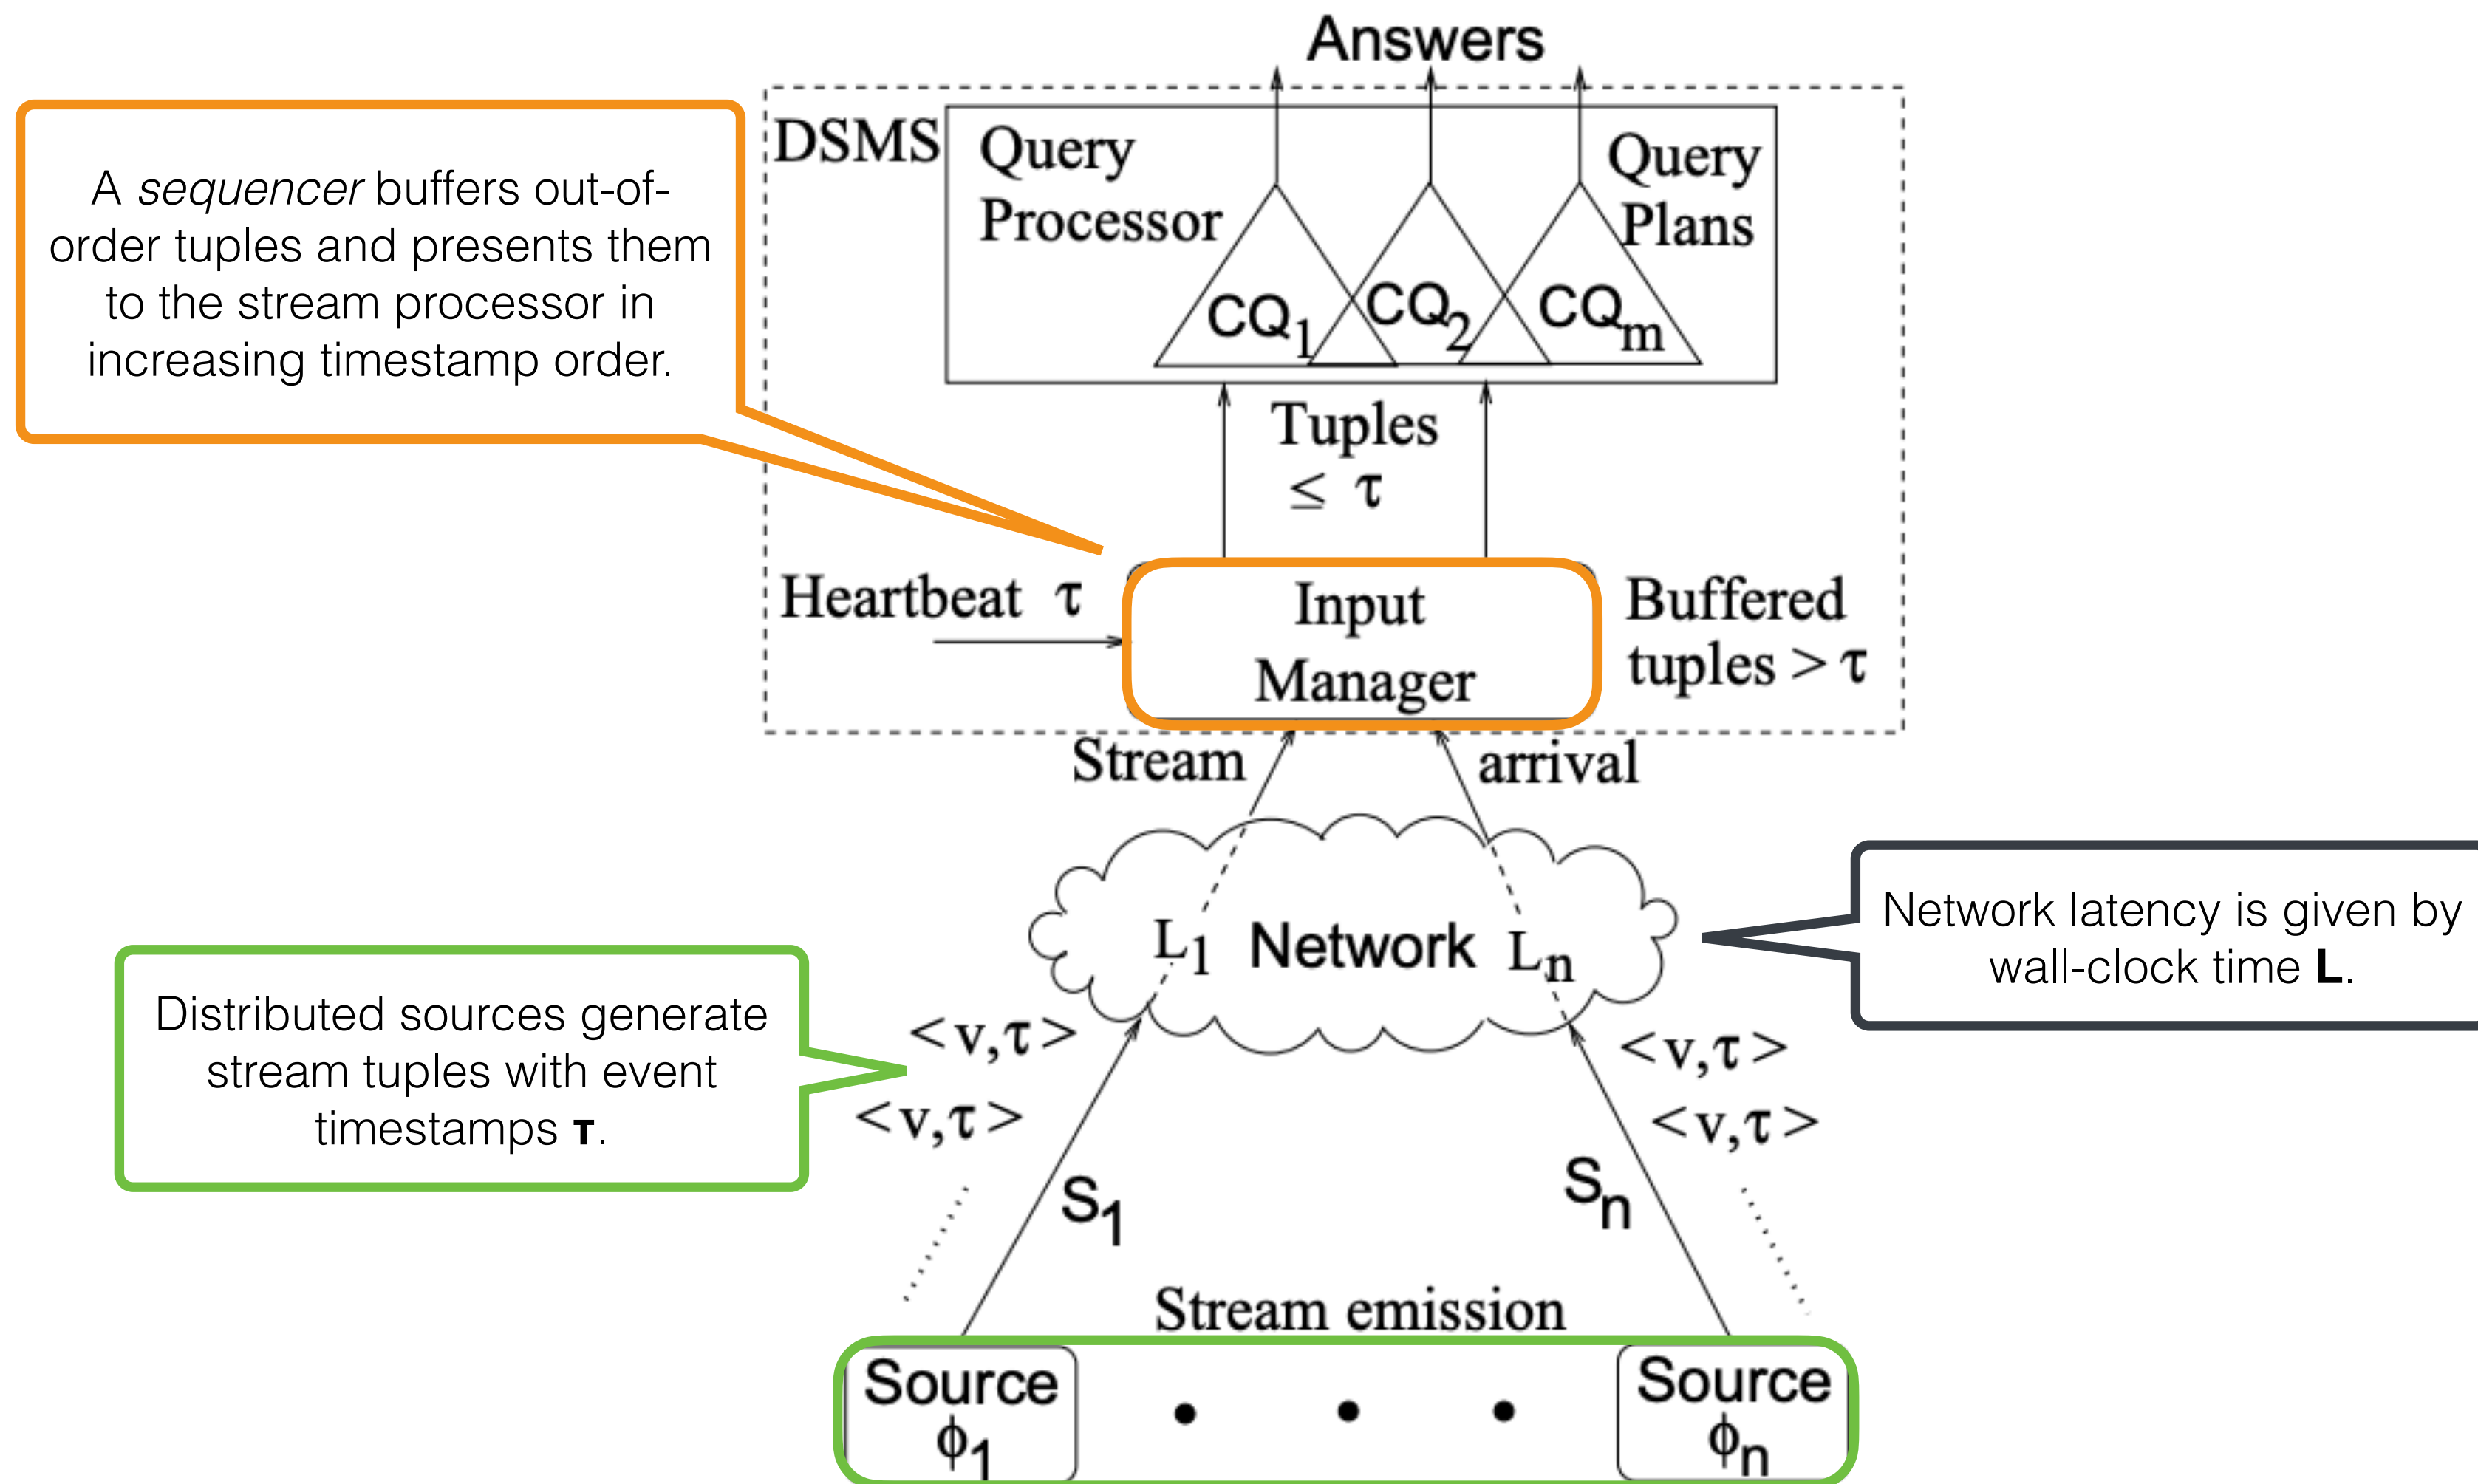 Answers
A sequencer buffers out-of-
order tuples and presents them
to the stream processor in
increasing timestamp order.
DSMS
Query
Processor
Query
Plans
CQ1
CQ2
CQm
Tuples
≤ τ
Heartbeat τ
Input
Manager
Buffered
tuples > τ
Stream
arrival
L1
Network
Ln
Network latency is given by
wall-clock time L.
Distributed sources generate
stream tuples with event
timestamps τ.
<v,τ>
<v,τ>
<v,τ>
<v,τ>
S1
Sn
Stream emission
Source
ϕ1
Source
ϕn